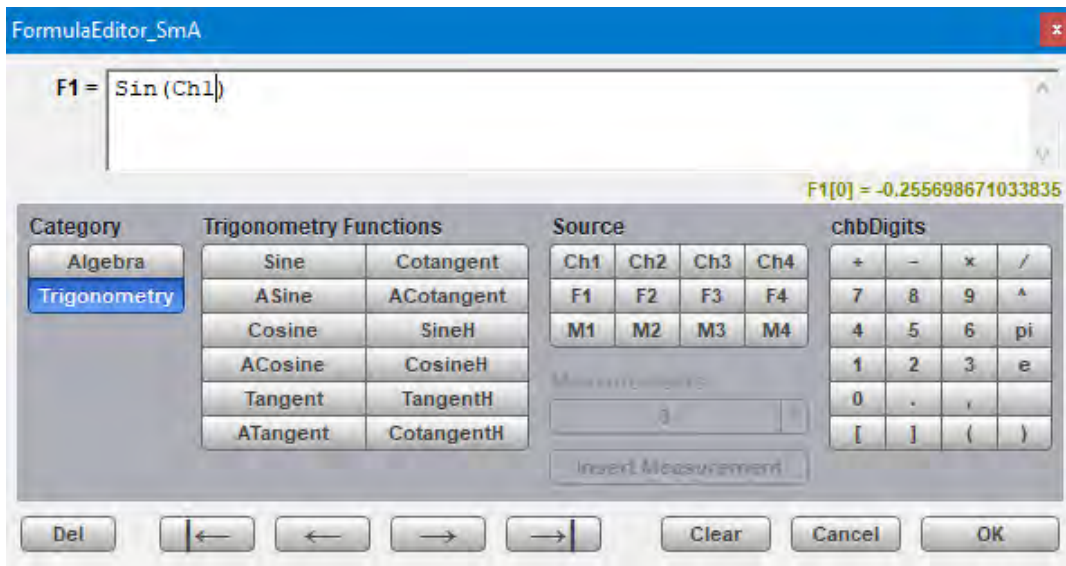 FormulaEditor_SmA
x
F1 = Sin(Ch1)
F1[0] = -0.255698671033835
Category
Algebra
Trigonometry
Trigonometry Functions
Sine Cotangent
ASine ACotangent
Cosine SineH
ACosine CosineH
Tangent TangentH
ATangent CotangentH
Source
Ch1 Ch2 Ch3 Ch4
F1 F2 F3 F4
M1 M2 M3 M4
Measurements
Insert Measurement
chbDigits
+ - × /
7 8 9 ^
4 5 6 pi
1 2 3 e
0 . ,
[ ] ( )
Del |← ← → →| Clear Cancel OK